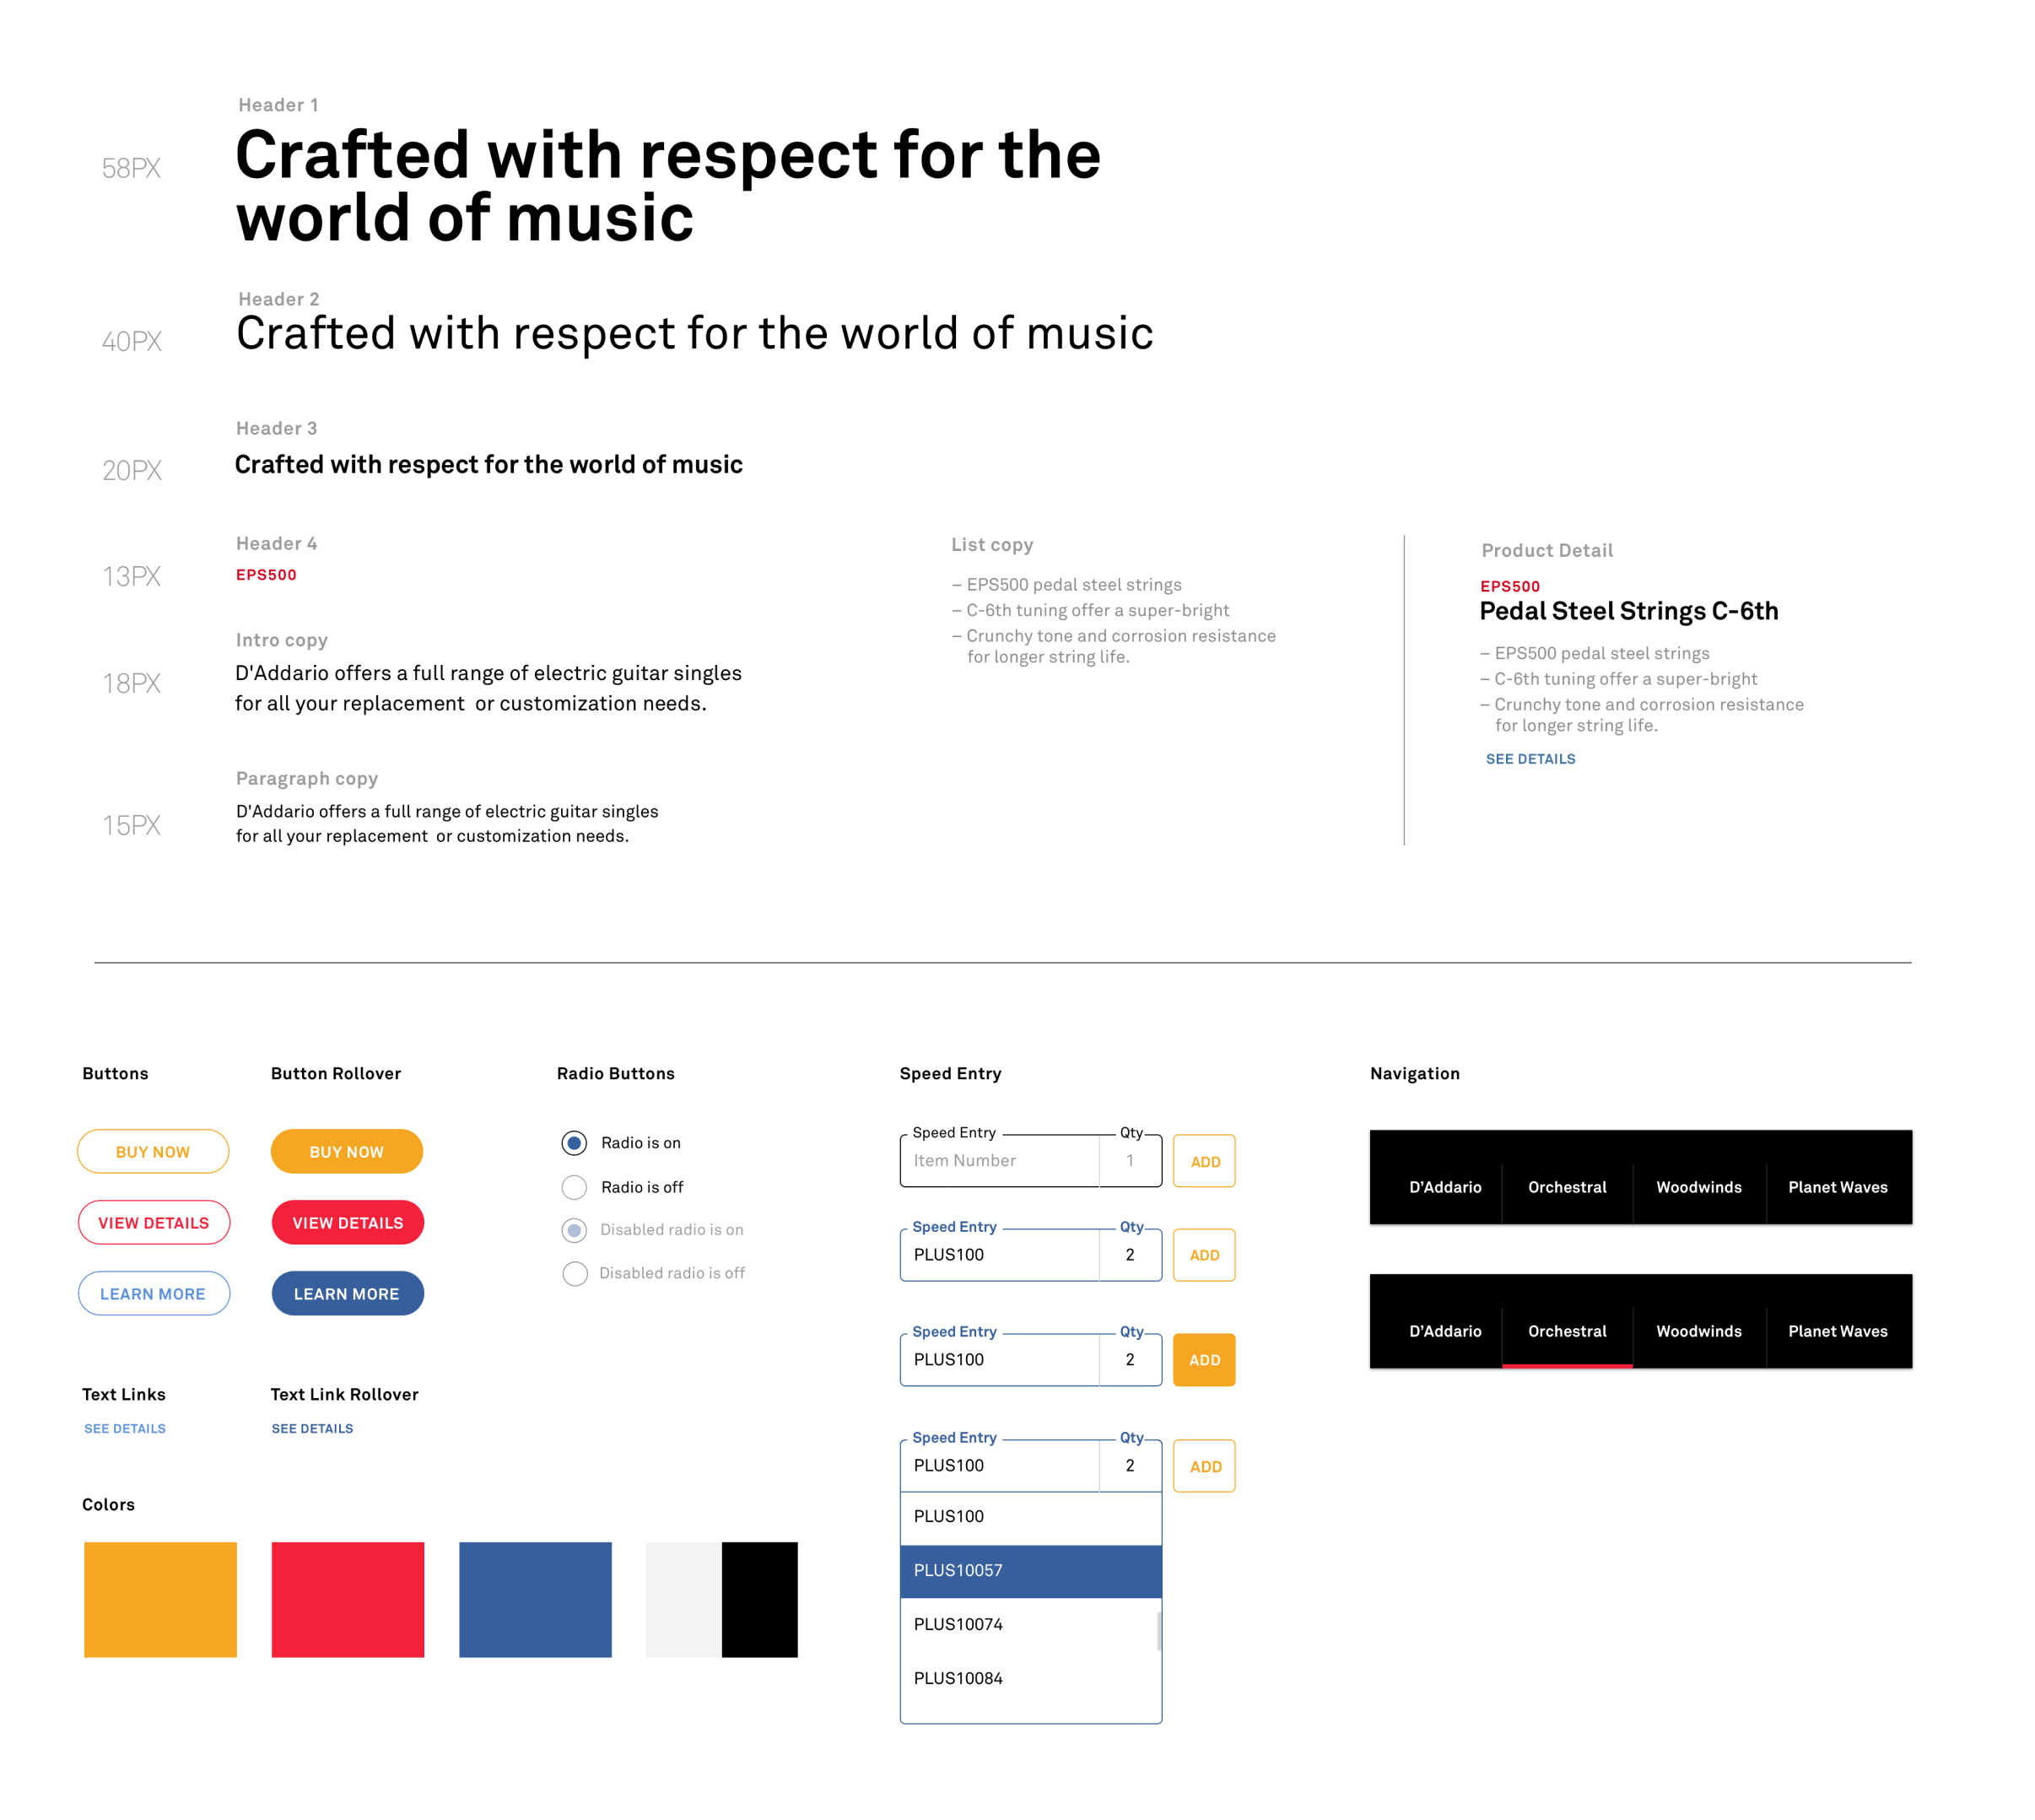 Header 1
58PX
Crafted with respect for the
world of music
Header 2
40PX
Crafted with respect for the world of music
Header 3
20PX
Crafted with respect for the world of music
Header 4
13PX
EPS500
Intro copy
18PX
D'Addario offers a full range of electric guitar singles
for all your replacement  or customization needs.
Paragraph copy
15PX
D'Addario offers a full range of electric guitar singles
for all your replacement  or customization needs.
List copy
– EPS500 pedal steel strings
– C-6th tuning offer a super-bright
– Crunchy tone and corrosion resistance
for longer string life.
Product Detail
EPS500
Pedal Steel Strings C-6th
– EPS500 pedal steel strings
– C-6th tuning offer a super-bright
– Crunchy tone and corrosion resistance
for longer string life.
SEE DETAILS
Buttons
BUY NOW
VIEW DETAILS
LEARN MORE
Button Rollover
BUY NOW
VIEW DETAILS
LEARN MORE
Text Links
SEE DETAILS
Text Link Rollover
SEE DETAILS
Colors
Radio Buttons
Radio is on
Radio is off
Disabled radio is on
Disabled radio is off
Speed Entry
Speed Entry Qty
Item Number 1 ADD
Speed Entry Qty
PLUS100 2 ADD
Speed Entry Qty
PLUS100 2 ADD
Speed Entry Qty
PLUS100 2 ADD
PLUS100
PLUS10057
PLUS10074
PLUS10084
Navigation
D’Addario Orchestral Woodwinds Planet Waves
D’Addario Orchestral Woodwinds Planet Waves